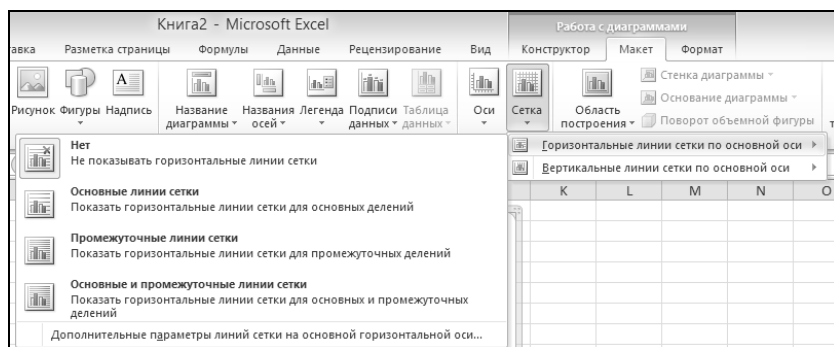 Книга2 - Microsoft Excel
Работа с диаграммами
авка Разметка страницы Формулы Данные Рецензирование Вид Конструктор Макет Формат
Рисунок Фигуры Надпись Название диаграммы Названия осей Легенда Подписи данных Таблица данных Оси Сетка Область построения
Стенка диаграммы
Основание диаграммы
Поворот объемной фигуры
Нет
Не показывать горизонтальные линии сетки
Основные линии сетки
Показать горизонтальные линии сетки для основных делений
Промежуточные линии сетки
Показать горизонтальные линии сетки для промежуточных делений
Основные и промежуточные линии сетки
Показать горизонтальные линии сетки для основных и промежуточных
делений
Дополнительные параметры линий сетки на основной горизонтальной оси...
Горизонтальные линии сетки по основной оси
Вертикальные линии сетки по основной оси
K L M N O